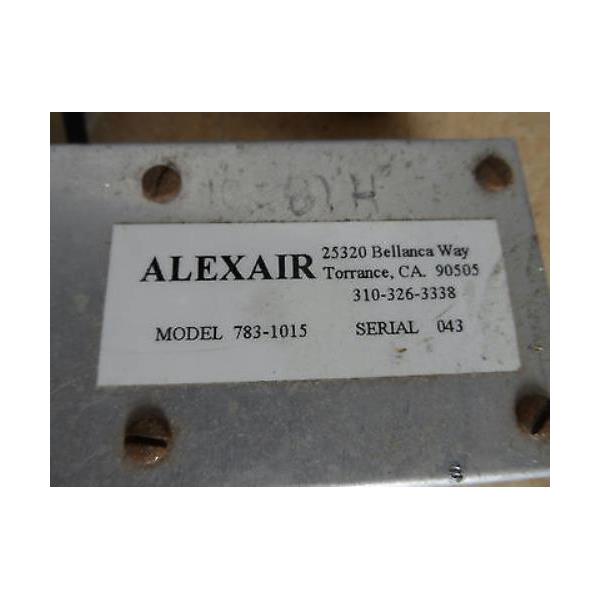 ALEXAIR
25320 Bellanca Way
Torrance, CA. 90505
310-326-3338
MODEL 783-1015 SERIAL 043